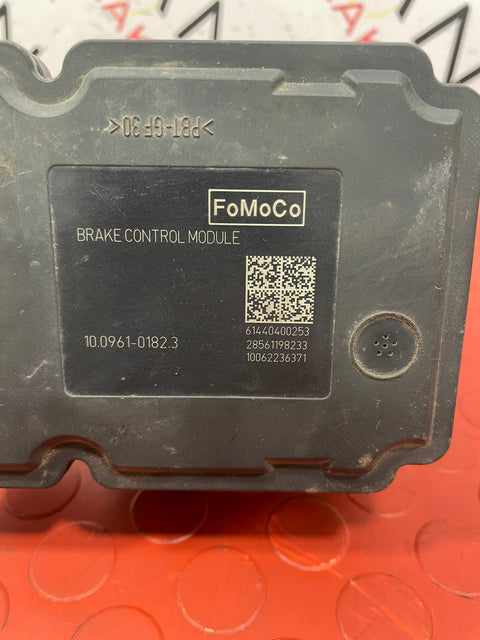 >PBT-GF30<
FoMoCo
BRAKE CONTROL MODULE
61440400253
28561198233
10062236371
10.0961-0182.3